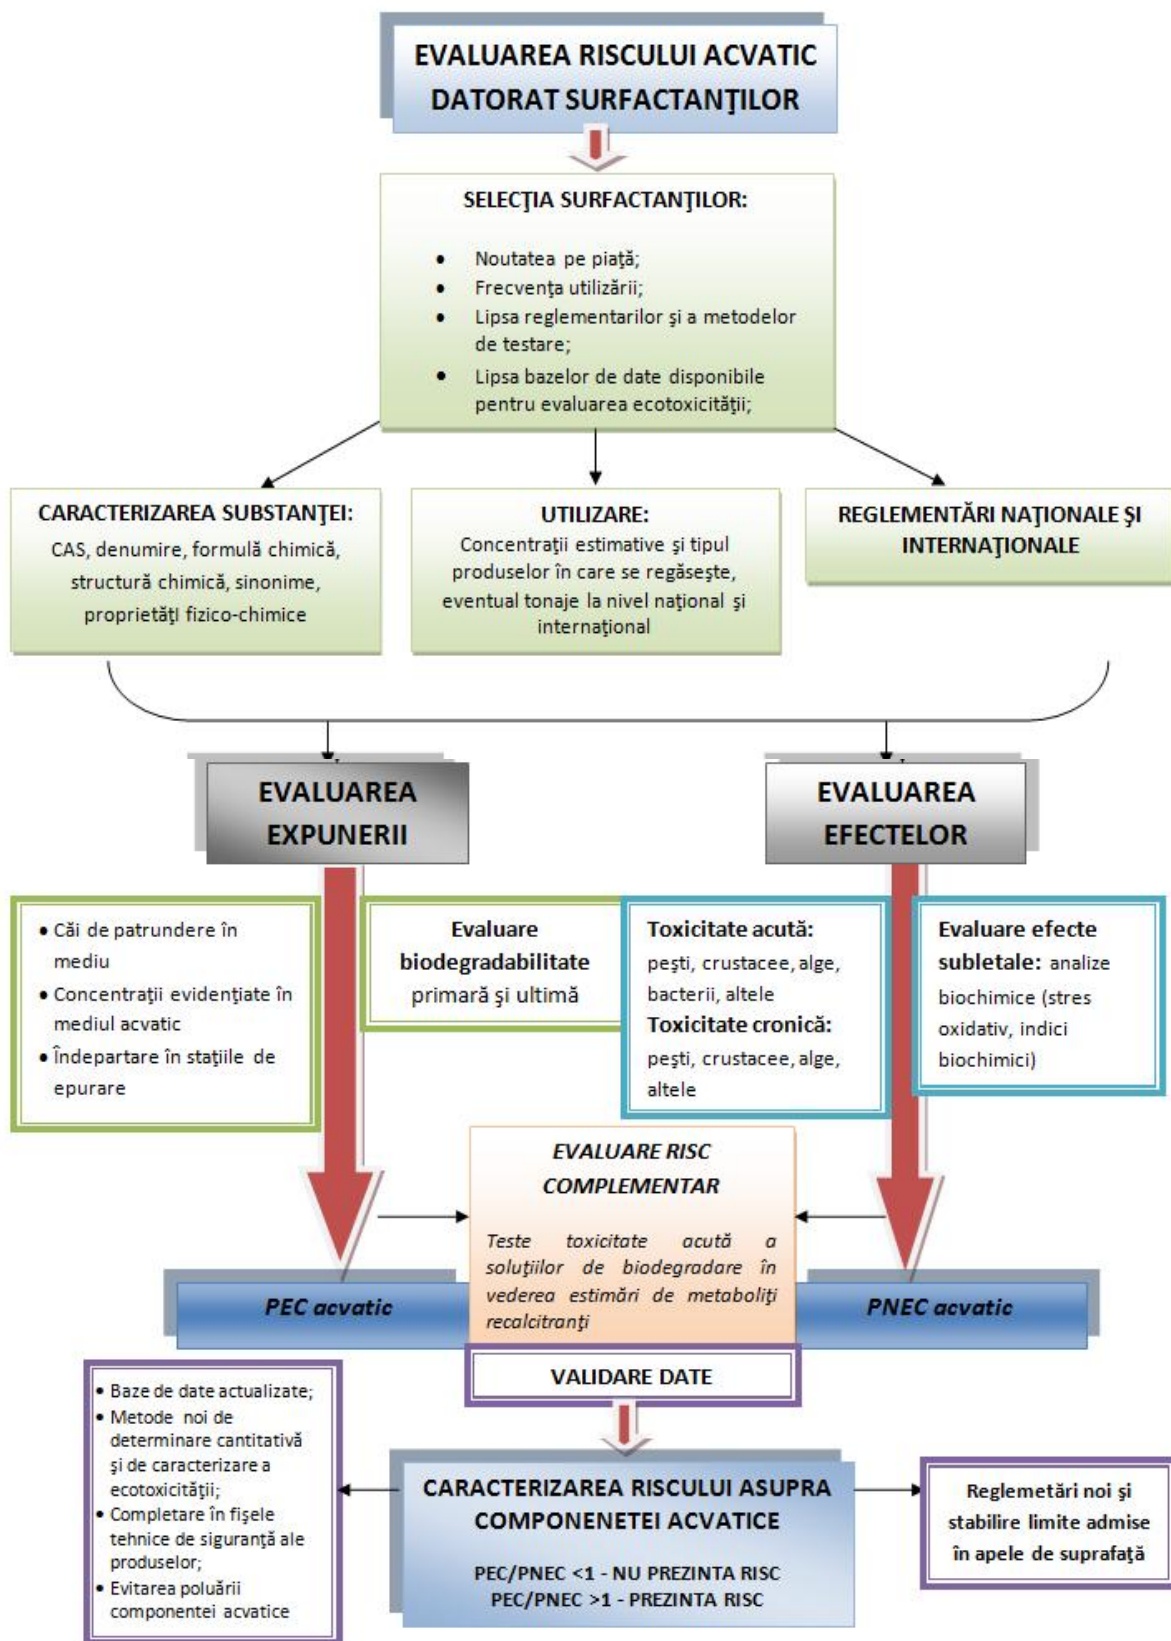 EVALUAREA RISCULUI ACVATIC
DATORAT SURFACTANŢILOR
SELECŢIA SURFACTANŢILOR:
• Noutatea pe piaţă;
• Frecvenţa utilizării;
• Lipsa reglementarilor şi a metodelor
de testare;
• Lipsa bazelor de date disponibile
pentru evaluarea ecotoxicităţii;
CARACTERIZAREA SUBSTANŢEI:
CAS, denumire, formulă chimică,
structură chimică, sinonime,
proprietăţi fizico-chimice
UTILIZARE:
Concentraţii estimative şi tipul
produselor în care se regăseşte,
eventual tonaje la nivel naţional şi
internaţional
REGLEMENTĂRI NAŢIONALE ŞI
INTERNAŢIONALE
EVALUAREA
EXPUNERII
EVALUAREA
EFECTELOR
• Căi de patrundere în
mediu
• Concentraţii evidenţiate în
mediul acvatic
• Îndepartare în staţiile de
epurare
Evaluare
biodegradabilitate
primară şi ultimă
Toxicitate acută:
peşti, crustacee, alge,
bacterii, altele
Toxicitate cronică:
peşti, crustacee, alge,
altele
Evaluare efecte
subletale: analize
biochimice (stres
oxidativ, indici
biochimici)
EVALUARE RISC
COMPLEMENTAR
Teste toxicitate acută a
soluţiilor de biodegradare în
vederea estimări de metaboliţi
recalcitranţi
PEC acvatic
PNEC acvatic
VALIDARE DATE
• Baze de date actualizate;
• Metode noi de
determinare cantitativă
şi de caracterizare a
ecotoxicităţii;
• Completare în fişele
tehnice de siguranţă ale
produselor;
• Evitarea poluării
componentei acvatice
CARACTERIZAREA RISCULUI ASUPRA
COMPONENETEI ACVATICE
PEC/PNEC <1 - NU PREZINTA RISC
PEC/PNEC >1 - PREZINTA RISC
Reglemetări noi şi
stabilire limite admise
în apele de suprafaţă